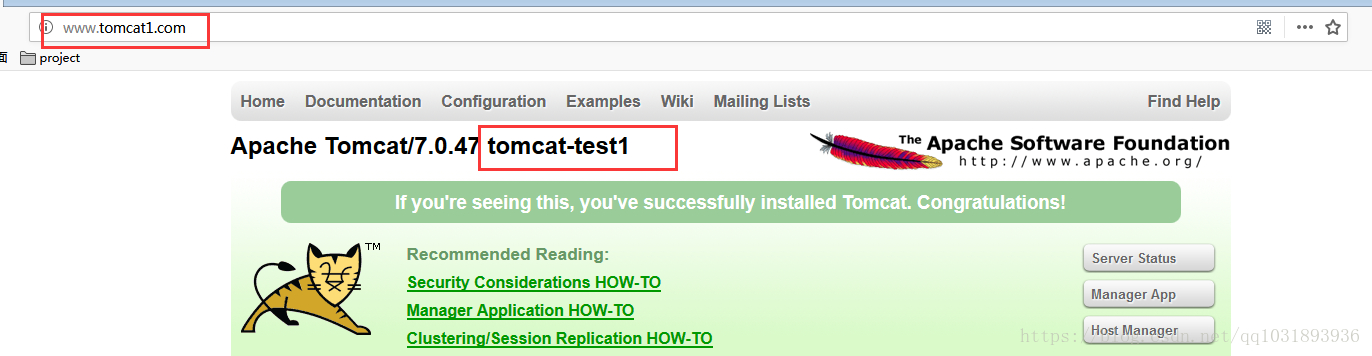 www.tomcat1.com
面 project
Home Documentation Configuration Examples Wiki Mailing Lists Find Help
Apache Tomcat/7.0.47 tomcat-test1
The Apache Software Foundation
http://www.apache.org/
If you're seeing this, you've successfully installed Tomcat. Congratulations!
TM
Recommended Reading:
Security Considerations HOW-TO
Manager Application HOW-TO
Clustering/Session Replication HOW-TO
Server Status
Manager App
Host Manager
https://blog.csdn.net/qq1031893936